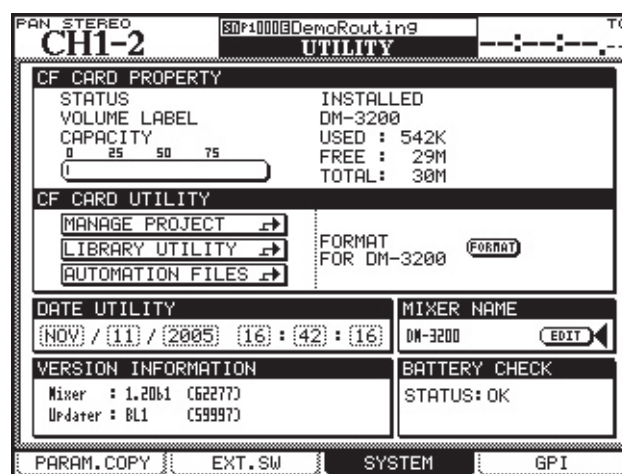 PAN STEREO
CH1-2
DemoRouting
UTILITY
--:--:--.-
CF CARD PROPERTY
STATUS INSTALLED
VOLUME LABEL DM-3200
CAPACITY USED : 542K
0 25 50 75 FREE : 29M
TOTAL: 30M
CF CARD UTILITY
MANAGE PROJECT
LIBRARY UTILITY
AUTOMATION FILES
FORMAT
FOR DM-3200
FORMAT
DATE UTILITY
NOV / 11 / 2005 16 : 42 : 16
MIXER NAME
DM-3200 EDIT
VERSION INFORMATION
Mixer : 1.20b1 (62277)
Updater : BL1 (59997)
BATTERY CHECK
STATUS: OK
PARAM.COPY EXT.SW SYSTEM GPI